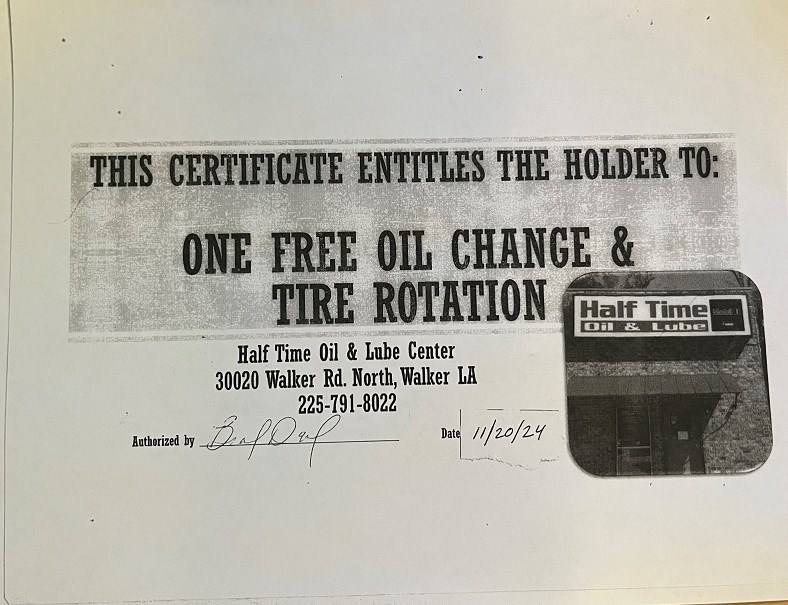 THIS CERTIFICATE ENTITLES THE HOLDER TO:
ONE FREE OIL CHANGE &
TIRE ROTATION
Half Time
Oil & Lube
Half Time Oil & Lube Center
30020 Walker Rd. North, Walker LA
225-791-8022
Authorized by
Date 11/20/24